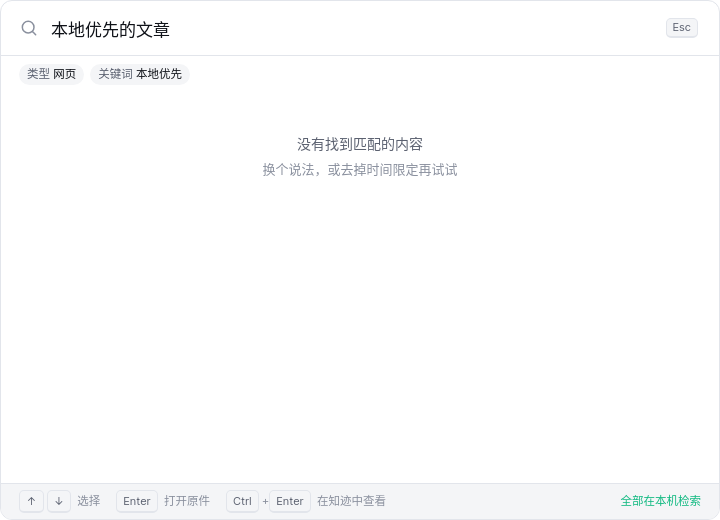 本地优先的文章 Esc
类型 网页 关键词 本地优先
没有找到匹配的内容
换个说法，或去掉时间限定再试试
↑ ↓ 选择 Enter 打开原件 Ctrl + Enter 在知迹中查看 全部在本机检索